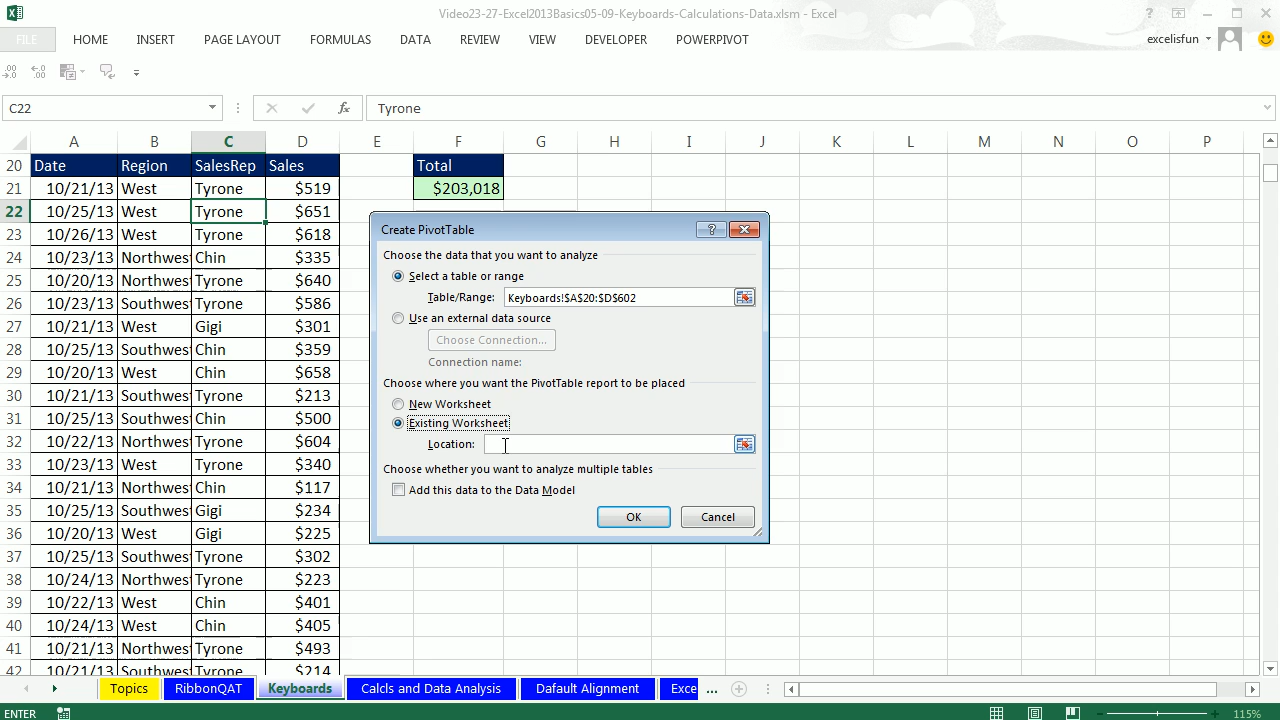 Video23-27-Excel2013Basics05-09-Keyboards-Calculations-Data.xlsm - Excel
FILE HOME INSERT PAGE LAYOUT FORMULAS DATA REVIEW VIEW DEVELOPER POWERPIVOT excelisfun
C22 fx Tyrone
A B C D E F G H I J K L M N O P
20 Date Region SalesRep Sales Total
21 10/21/13 West Tyrone $519 $203,018
22 10/25/13 West Tyrone $651
23 10/26/13 West Tyrone $618
24 10/23/13 Northwes Chin $335
25 10/20/13 Northwes Tyrone $640
26 10/23/13 Southwes Tyrone $586
27 10/21/13 West Gigi $301
28 10/25/13 Southwes Chin $359
29 10/20/13 West Chin $658
30 10/21/13 Southwes Tyrone $213
31 10/25/13 Southwes Chin $500
32 10/22/13 Northwes Tyrone $604
33 10/23/13 West Tyrone $340
34 10/21/13 Northwes Chin $117
35 10/25/13 Southwes Gigi $234
36 10/20/13 West Gigi $225
37 10/25/13 Southwes Tyrone $302
38 10/24/13 Northwes Tyrone $223
39 10/22/13 West Chin $401
40 10/24/13 West Chin $405
41 10/21/13 Northwes Tyrone $493
42 10/21/13 Southwes Tyrone $214
Create PivotTable
Choose the data that you want to analyze
Select a table or range
Table/Range: Keyboards!$A$20:$D$602
Use an external data source
Choose Connection...
Connection name:
Choose where you want the PivotTable report to be placed
New Worksheet
Existing Worksheet
Location:
Choose whether you want to analyze multiple tables
Add this data to the Data Model
OK Cancel
Topics RibbonQAT Keyboards Calcls and Data Analysis Dafault Alignment Exce ...
ENTER 115%